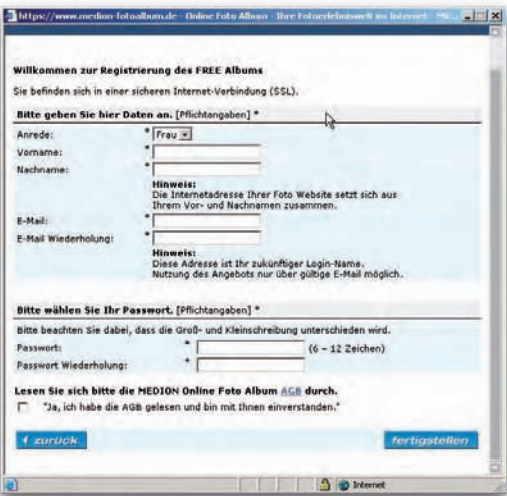 https://www.medion-fotoalbum.de - Online Foto Album - Ihre Fotoerlebniswelt im Internet
Willkommen zur Registrierung des FREE Albums
Sie befinden sich in einer sicheren Internet-Verbindung (SSL).
Bitte geben Sie hier Daten an. [Pflichtangaben] *
Anrede: * Frau
Vorname: *
Nachname: *
Hinweis:
Die Internetadresse Ihrer Foto Website setzt sich aus
Ihrem Vor- und Nachnamen zusammen.
E-Mail: *
E-Mail Wiederholung: *
Hinweis:
Diese Adresse ist Ihr zukünftiger Login-Name.
Nutzung des Angebots nur über gültige E-Mail möglich.
Bitte wählen Sie Ihr Passwort. [Pflichtangaben] *
Bitte beachten Sie dabei, dass die Groß- und Kleinschreibung unterschieden wird.
Passwort: * (6 - 12 Zeichen)
Passwort Wiederholung: *
Lesen Sie sich bitte die MEDION Online Foto Album AGB durch.
"Ja, ich habe die AGB gelesen und bin mit Ihnen einverstanden."
zurück fertigstellen
Internet